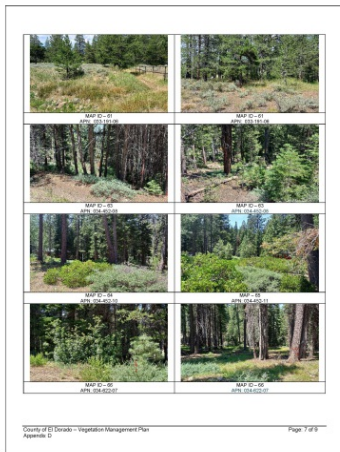 MAP ID – 61
APN: 033-191-06
MAP ID – 61
APN: 033-191-06
MAP ID – 63
APN: 034-452-09
MAP ID – 63
APN: 034-452-09
MAP ID – 64
APN: 034-452-10
MAP – 65
APN: 034-452-11
MAP ID – 66
APN: 034-622-07
MAP ID – 66
APN: 034-622-07
County of El Dorado – Vegetation Management Plan
Appendix D
Page 7 of 9